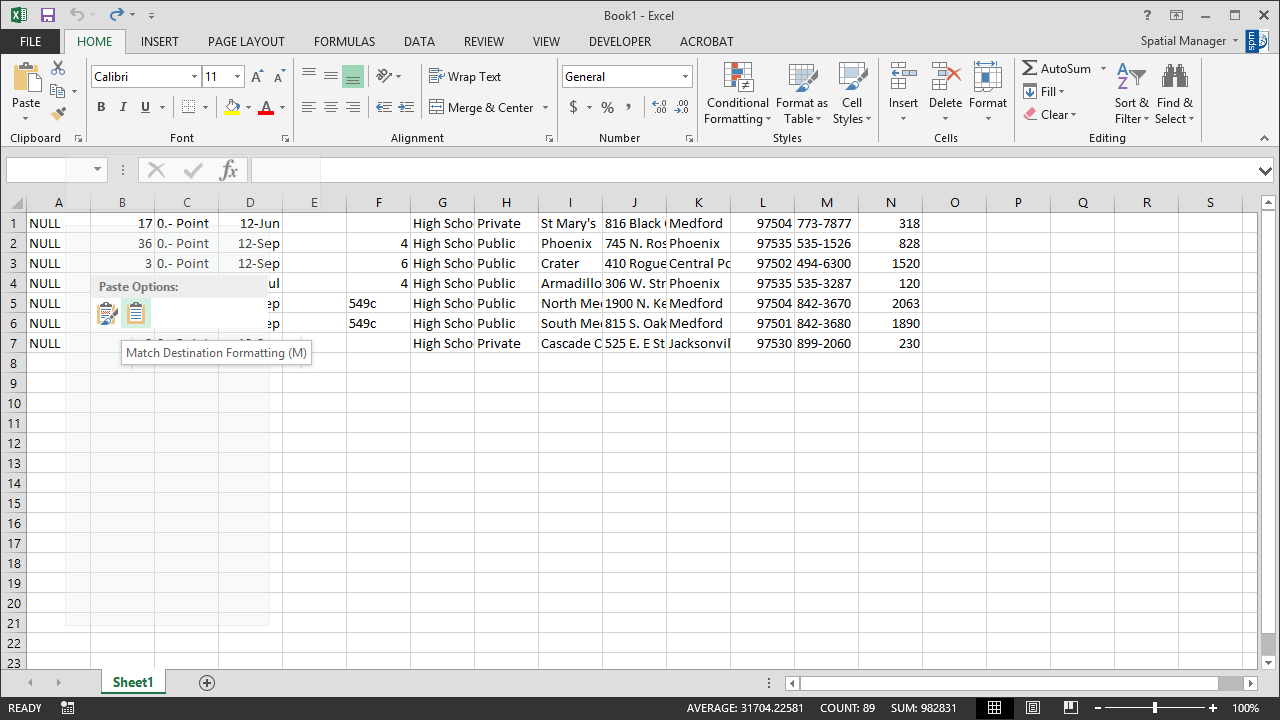 Book1 - Excel
?
FILE HOME INSERT PAGE LAYOUT FORMULAS DATA REVIEW VIEW DEVELOPER ACROBAT Spatial Manager
Paste
Calibri 11
B I U A
Wrap Text
Merge & Center
General
$ % ,
Conditional Formatting
Format as Table
Cell Styles
Insert Delete Format
AutoSum
Fill
Clear
Sort & Filter
Find & Select
Clipboard Font Alignment Number Styles Cells Editing
fx
A B C D E F G H I J K L M N O P Q R S
1 NULL 17 0.- Point 12-Jun High Scho Private St Mary's 816 Black Medford 97504 773-7877 318
2 NULL 36 0.- Point 12-Sep 4 High Scho Public Phoenix 745 N. Ros Phoenix 97535 535-1526 828
3 NULL 3 0.- Point 12-Sep 6 High Scho Public Crater 410 Rogue Central Po 97502 494-6300 1520
4 NULL ul 4 High Scho Public Armadillo 306 W. Str Phoenix 97535 535-3287 120
5 NULL ep 549c High Scho Public North Me 1900 N. Ke Medford 97504 842-3670 2063
6 NULL ep 549c High Scho Public South Me 815 S. Oak Medford 97501 842-3680 1890
7 NULL High Scho Private Cascade C 525 E. E St Jacksonvil 97530 899-2060 230
Paste Options:
Match Destination Formatting (M)
8
9
10
11
12
13
14
15
16
17
18
19
20
21
22
23
Sheet1
READY AVERAGE: 31704.22581 COUNT: 89 SUM: 982831 100%